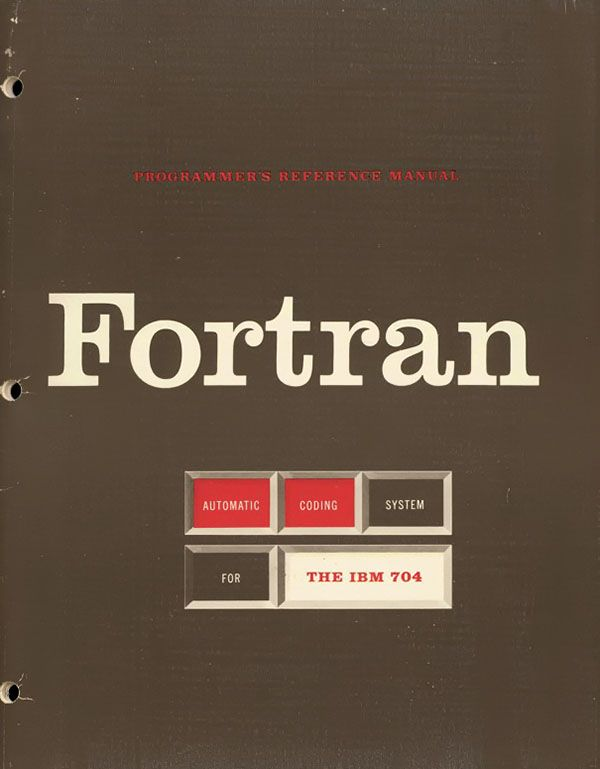 PROGRAMMER'S REFERENCE MANUAL
Fortran
AUTOMATIC CODING SYSTEM
FOR THE IBM 704